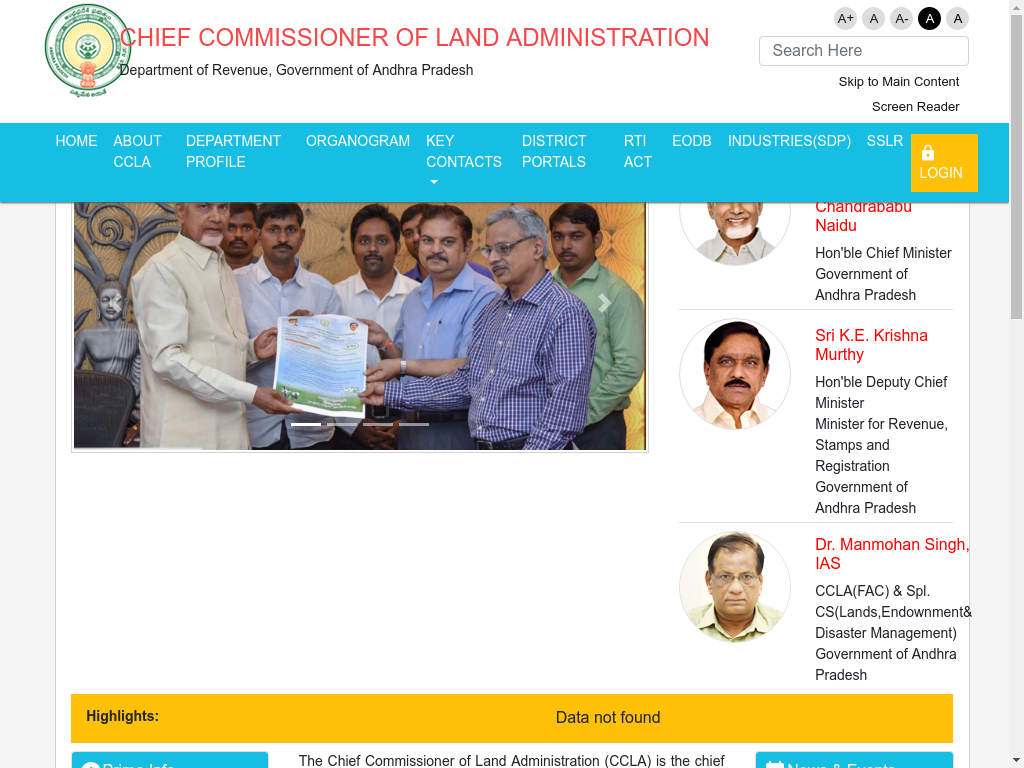 A+ A A- A A
CHIEF COMMISSIONER OF LAND ADMINISTRATION
Search Here
Department of Revenue, Government of Andhra Pradesh
Skip to Main Content
Screen Reader
HOME
ABOUT
CCLA
DEPARTMENT
PROFILE
ORGANOGRAM
KEY
CONTACTS
DISTRICT
PORTALS
RTI
ACT
EODB
INDUSTRIES(SDP)
SSLR
LOGIN
Chandrababu
Naidu
Hon'ble Chief Minister
Government of
Andhra Pradesh
Sri K.E. Krishna
Murthy
Hon'ble Deputy Chief
Minister
Minister for Revenue,
Stamps and
Registration
Government of
Andhra Pradesh
Dr. Manmohan Singh,
IAS
CCLA(FAC) & Spl.
CS(Lands,Endownment&
Disaster Management)
Government of Andhra
Pradesh
Highlights:
Data not found
Prime Info
The Chief Commissioner of Land Administration (CCLA) is the chief
News & Events